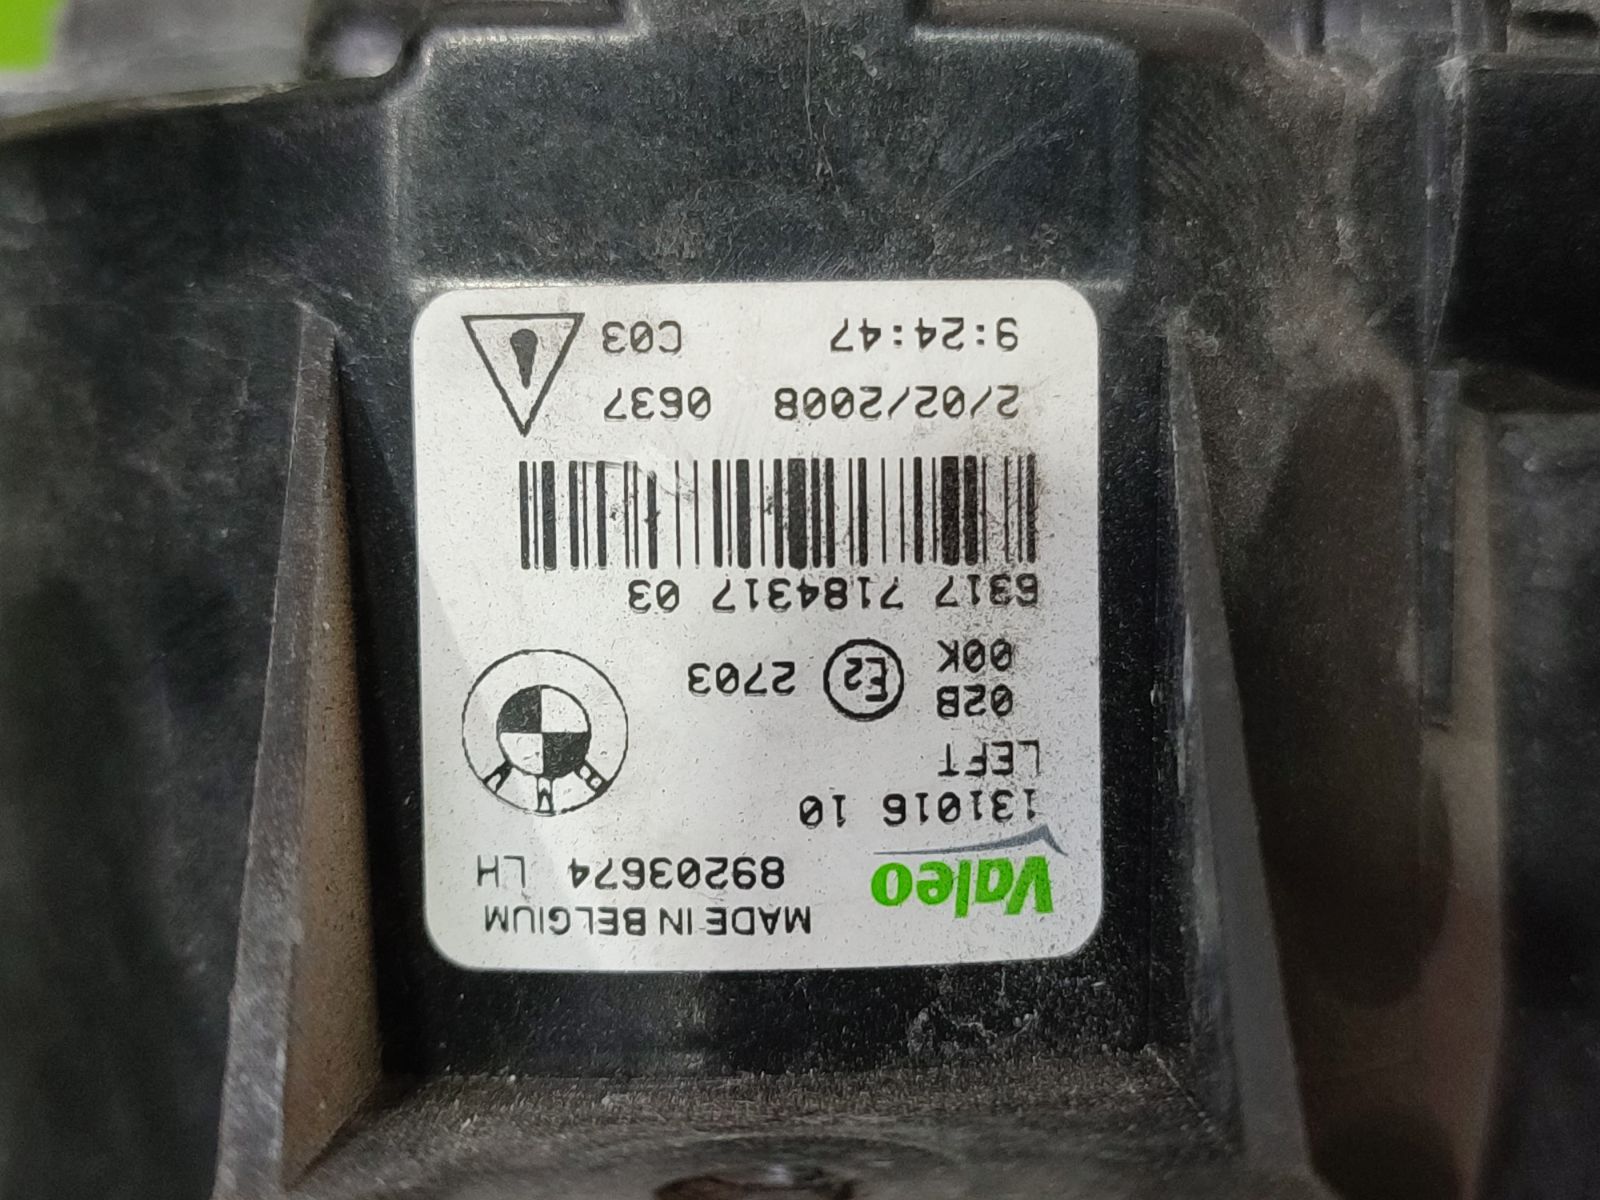 Valeo
MADE IN BELGIUM
89203674 LH
131016 10
LEFT
02B
00K
E2 2703
BMW
6317 7184317 03
2/02/2008 0637
9:24:47 C03